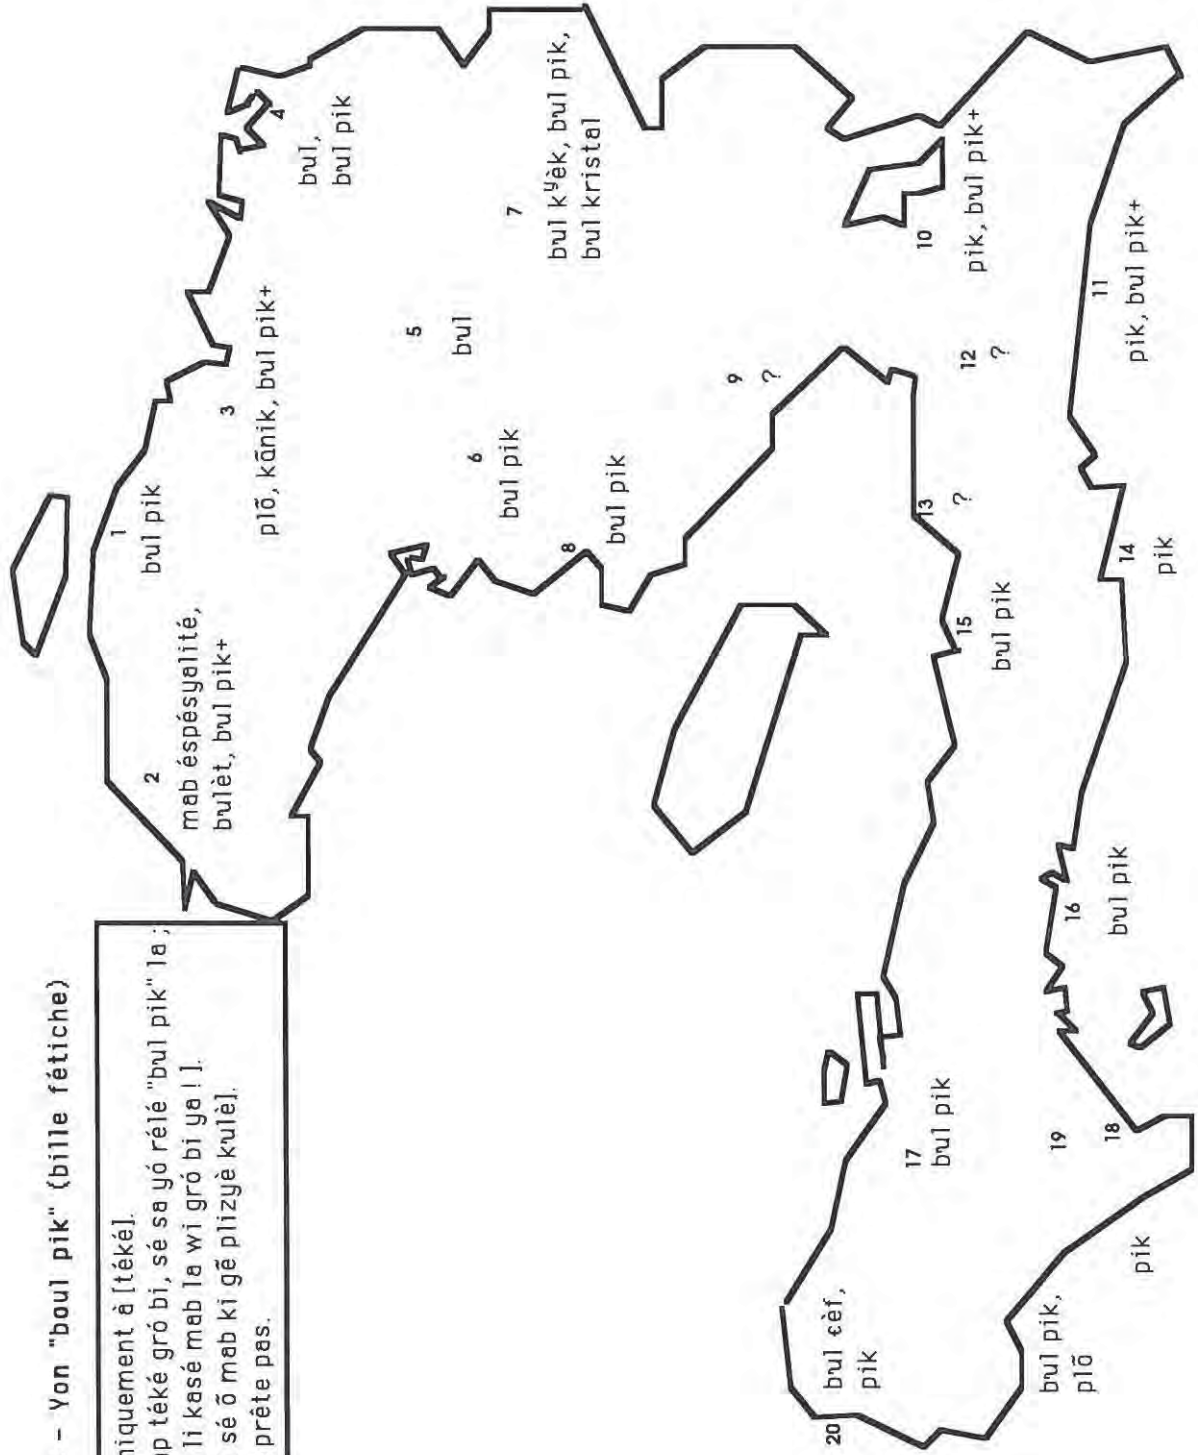 - Yon "boul pik" (bille fétiche)
niquement à [téké].
p téké gró bi, sé sa yó rélé "bul pik" la ;
li kasé mab la wi gró bi ya ! ].
sé õ mab ki gẽ plizyè kulè].
prête pas.
1
bul pik
2
mab éspésyalité,
bulèt, bul pik+
3
plõ, kãnik, bul pik+
4
bul,
bul pik
5
bul
6
bul pik
7
bul kʸèk, bul pik,
bul kristal
8
bul pik
9
?
10
pik, bul pik+
11
pik, bul pik+
12
?
13
?
14
pik
15
bul pik
16
bul pik
17
bul pik
18
pik
19
bul pik,
plõ
20
bul єèf,
pik